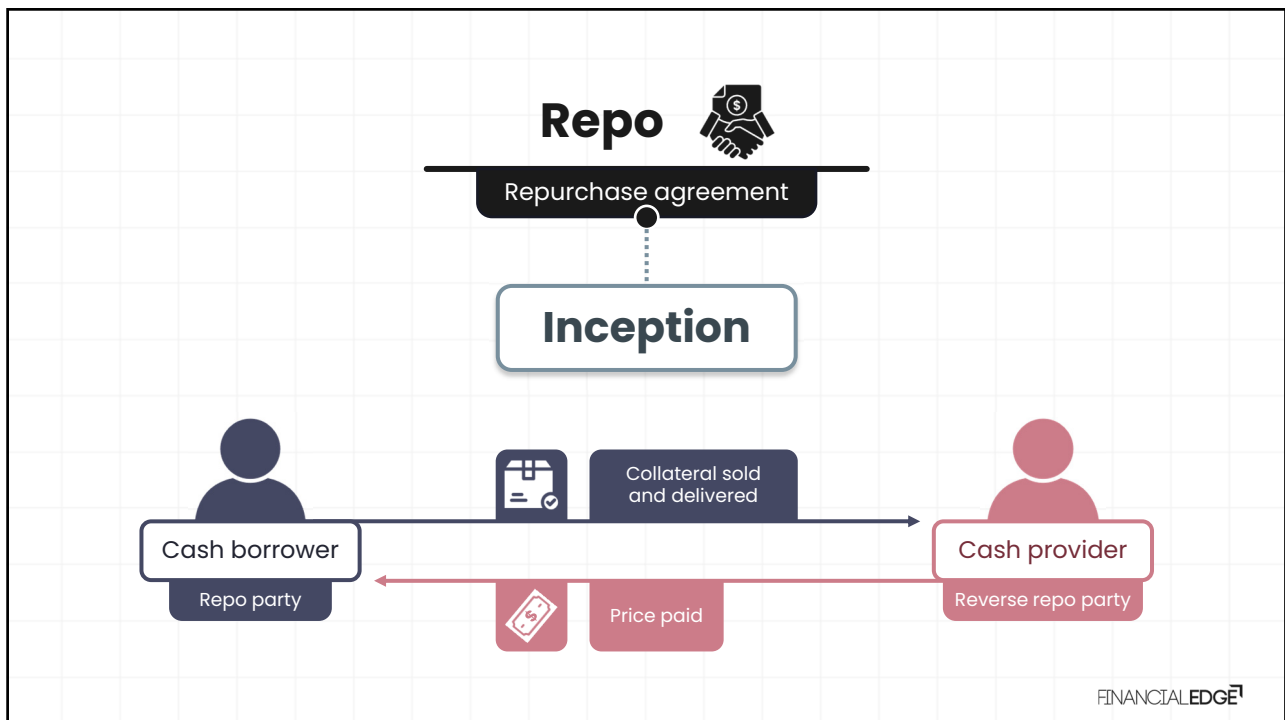 Repo
Repurchase agreement
Inception
Collateral sold
and delivered
Cash borrower
Cash provider
Repo party
Price paid
Reverse repo party
FINANCIALEDGE